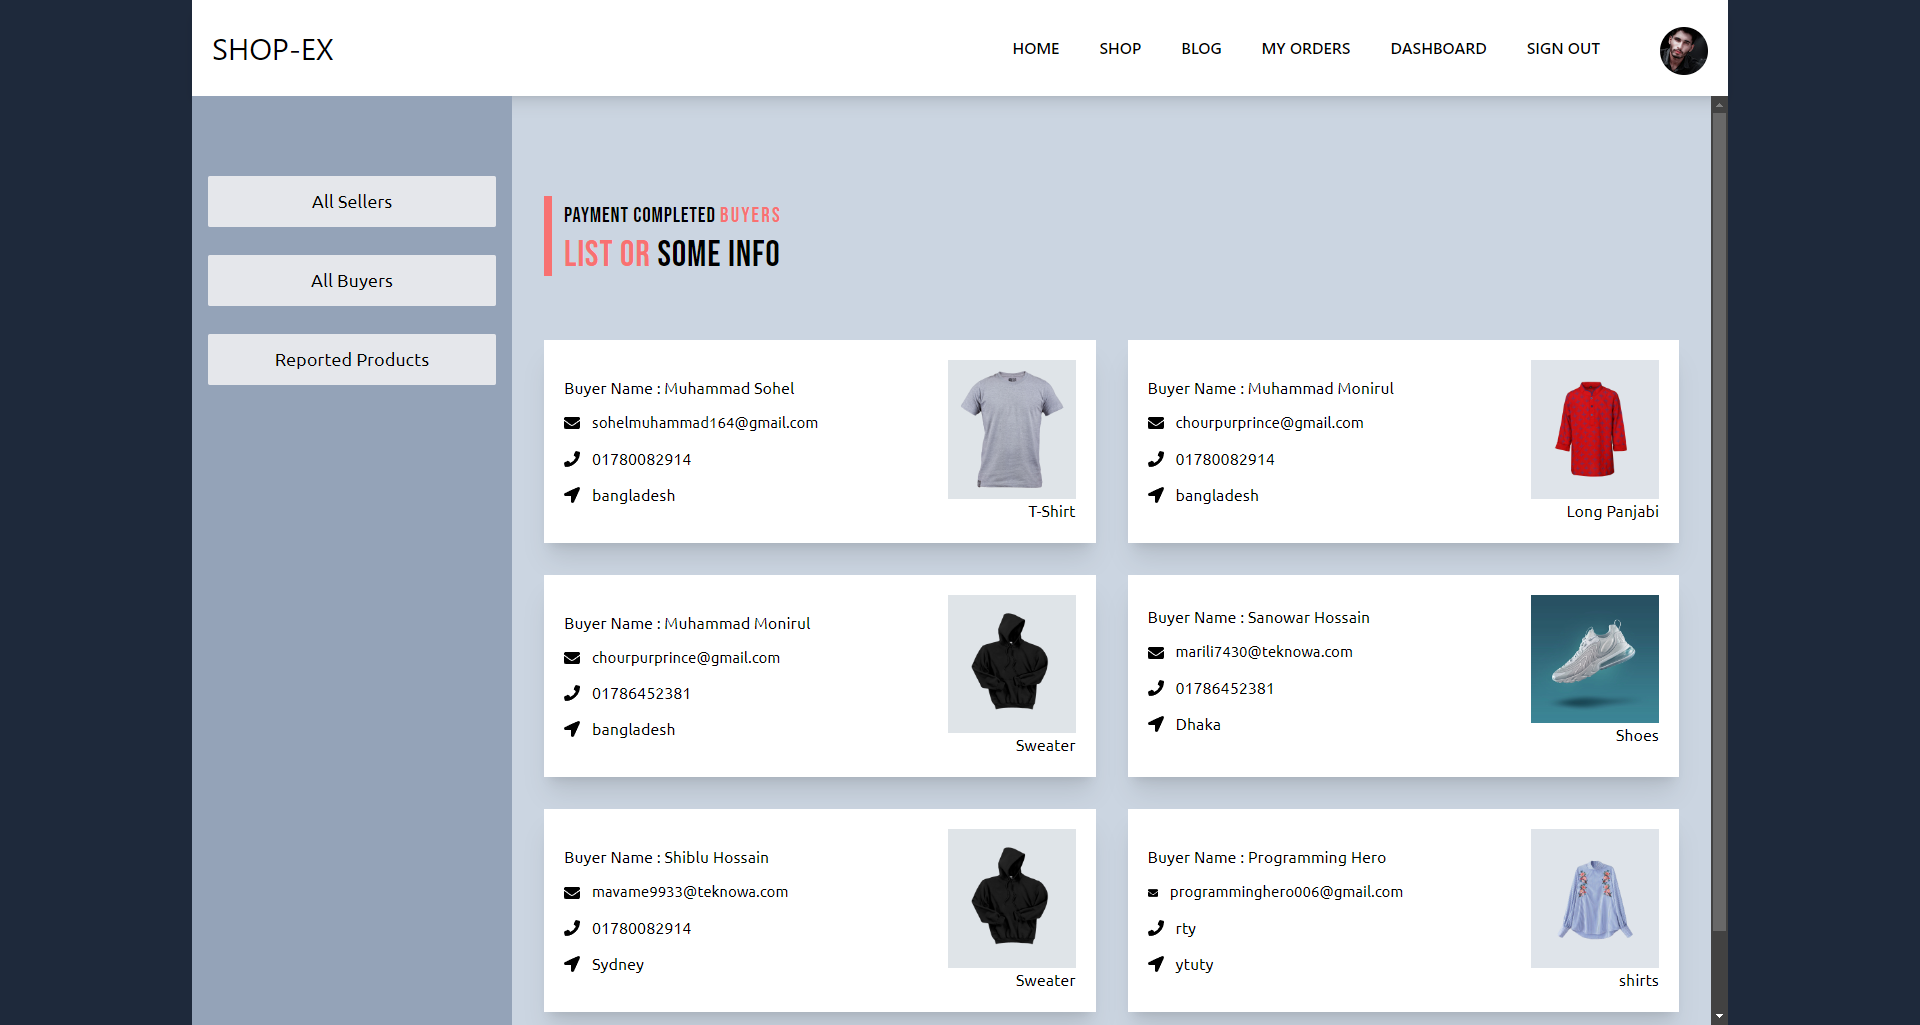 SHOP-EX
HOME SHOP BLOG MY ORDERS DASHBOARD SIGN OUT
All Sellers
All Buyers
Reported Products
PAYMENT COMPLETED BUYERS
LIST OR SOME INFO
Buyer Name : Muhammad Sohel
sohelmuhammad164@gmail.com
01780082914
bangladesh
T-Shirt
Buyer Name : Muhammad Monirul
chourpurprince@gmail.com
01780082914
bangladesh
Long Panjabi
Buyer Name : Muhammad Monirul
chourpurprince@gmail.com
01786452381
bangladesh
Sweater
Buyer Name : Sanowar Hossain
marili7430@teknowa.com
01786452381
Dhaka
Shoes
Buyer Name : Shiblu Hossain
mavame9933@teknowa.com
01780082914
Sydney
Sweater
Buyer Name : Programming Hero
programminghero006@gmail.com
rty
ytuty
shirts